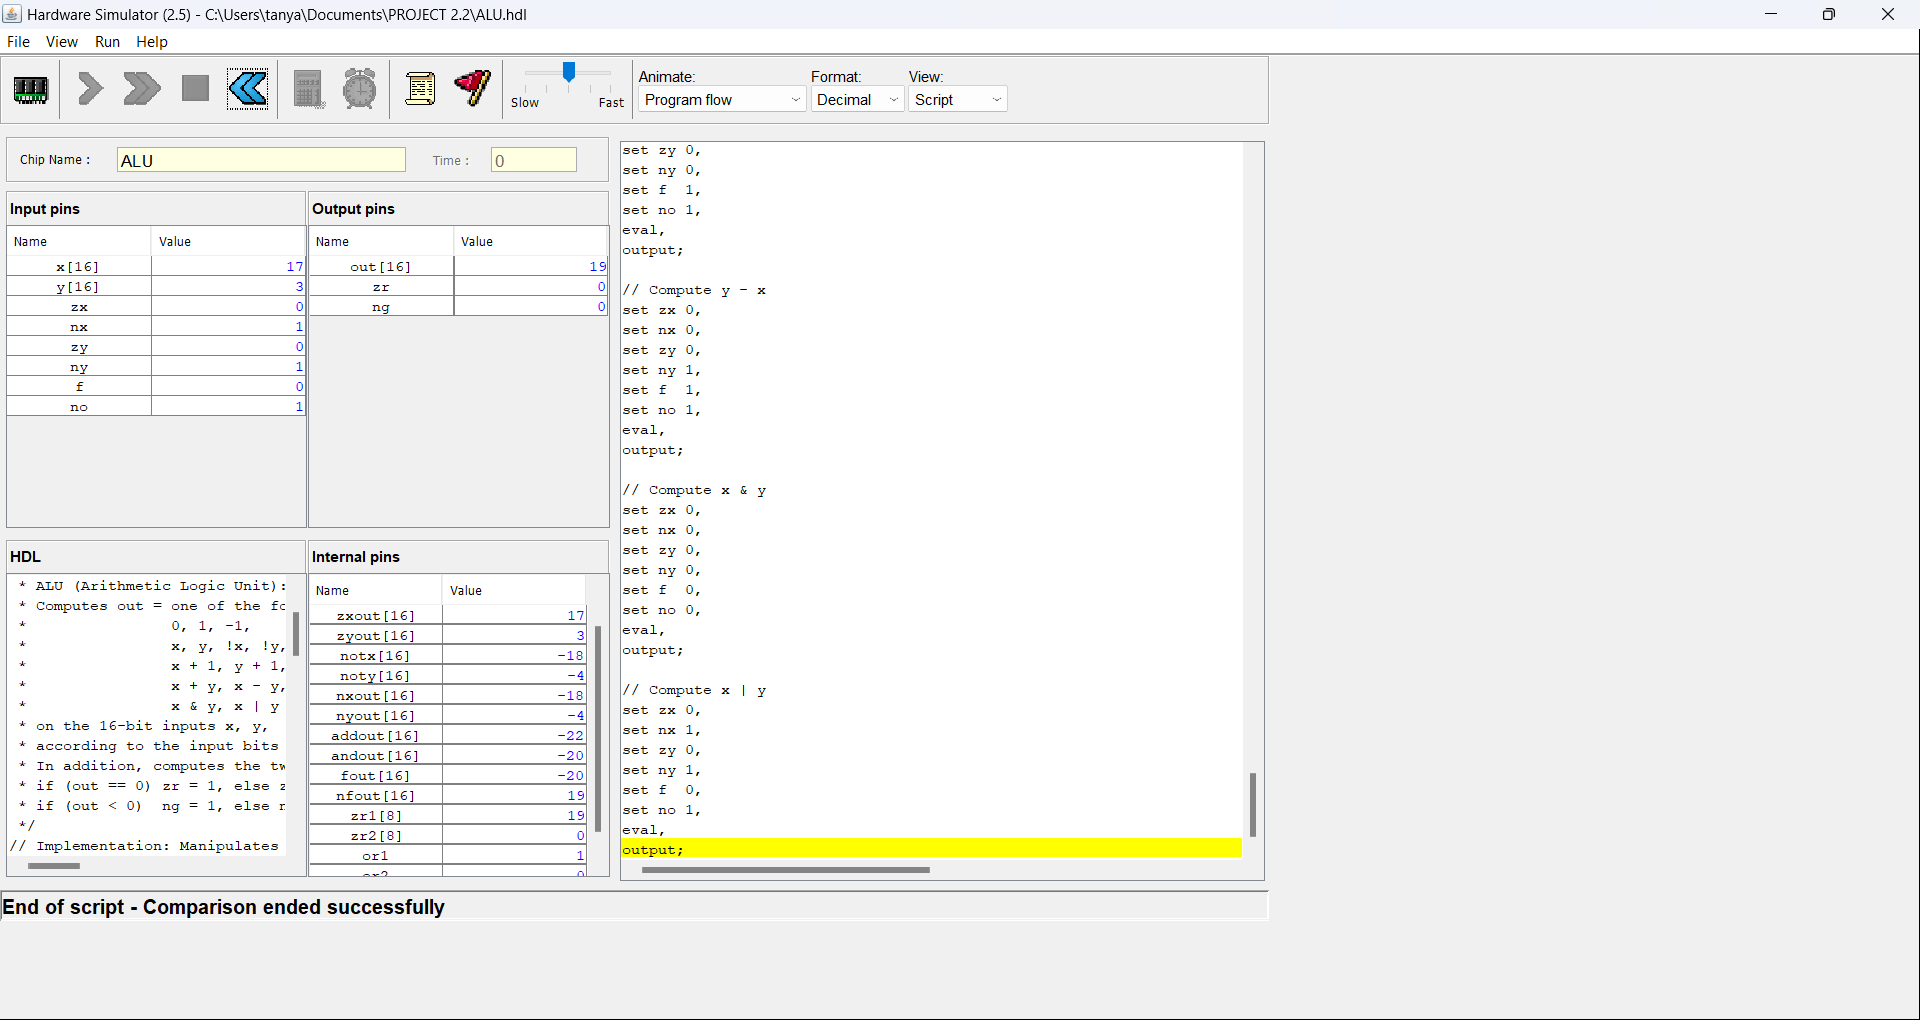 Hardware Simulator (2.5) - C:\Users\tanya\Documents\PROJECT 2.2\ALU.hdl
File View Run Help
Slow Fast
Animate: Format: View:
Program flow Decimal Script
Chip Name : ALU Time : 0
Input pins
Name Value
x[16] 17
y[16] 3
zx 0
nx 1
zy 0
ny 1
f 0
no 1
Output pins
Name Value
out[16] 19
zr 0
ng 0
HDL
* ALU (Arithmetic Logic Unit):
* Computes out = one of the fo
* 0, 1, -1,
* x, y, !x, !y,
* x + 1, y + 1,
* x + y, x - y,
* x & y, x | y
* on the 16-bit inputs x, y,
* according to the input bits
* In addition, computes the tw
* if (out == 0) zr = 1, else z
* if (out < 0) ng = 1, else n
*/
// Implementation: Manipulates
Internal pins
Name Value
zxout[16] 17
zyout[16] 3
notx[16] -18
noty[16] -4
nxout[16] -18
nyout[16] -4
addout[16] -22
andout[16] -20
fout[16] -20
nfout[16] 19
zr1[8] 19
zr2[8] 0
or1 1
or2 0
set zy 0,
set ny 0,
set f 1,
set no 1,
eval,
output;
// Compute y - x
set zx 0,
set nx 0,
set zy 0,
set ny 1,
set f 1,
set no 1,
eval,
output;
// Compute x & y
set zx 0,
set nx 0,
set zy 0,
set ny 0,
set f 0,
set no 0,
eval,
output;
// Compute x | y
set zx 0,
set nx 1,
set zy 0,
set ny 1,
set f 0,
set no 1,
eval,
output;
End of script - Comparison ended successfully